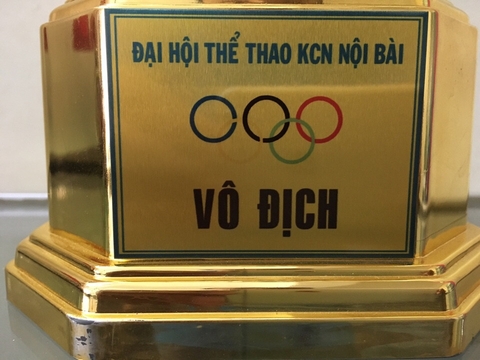 ĐẠI HỘI THỂ THAO KCN NỘI BÀI
VÔ ĐỊCH